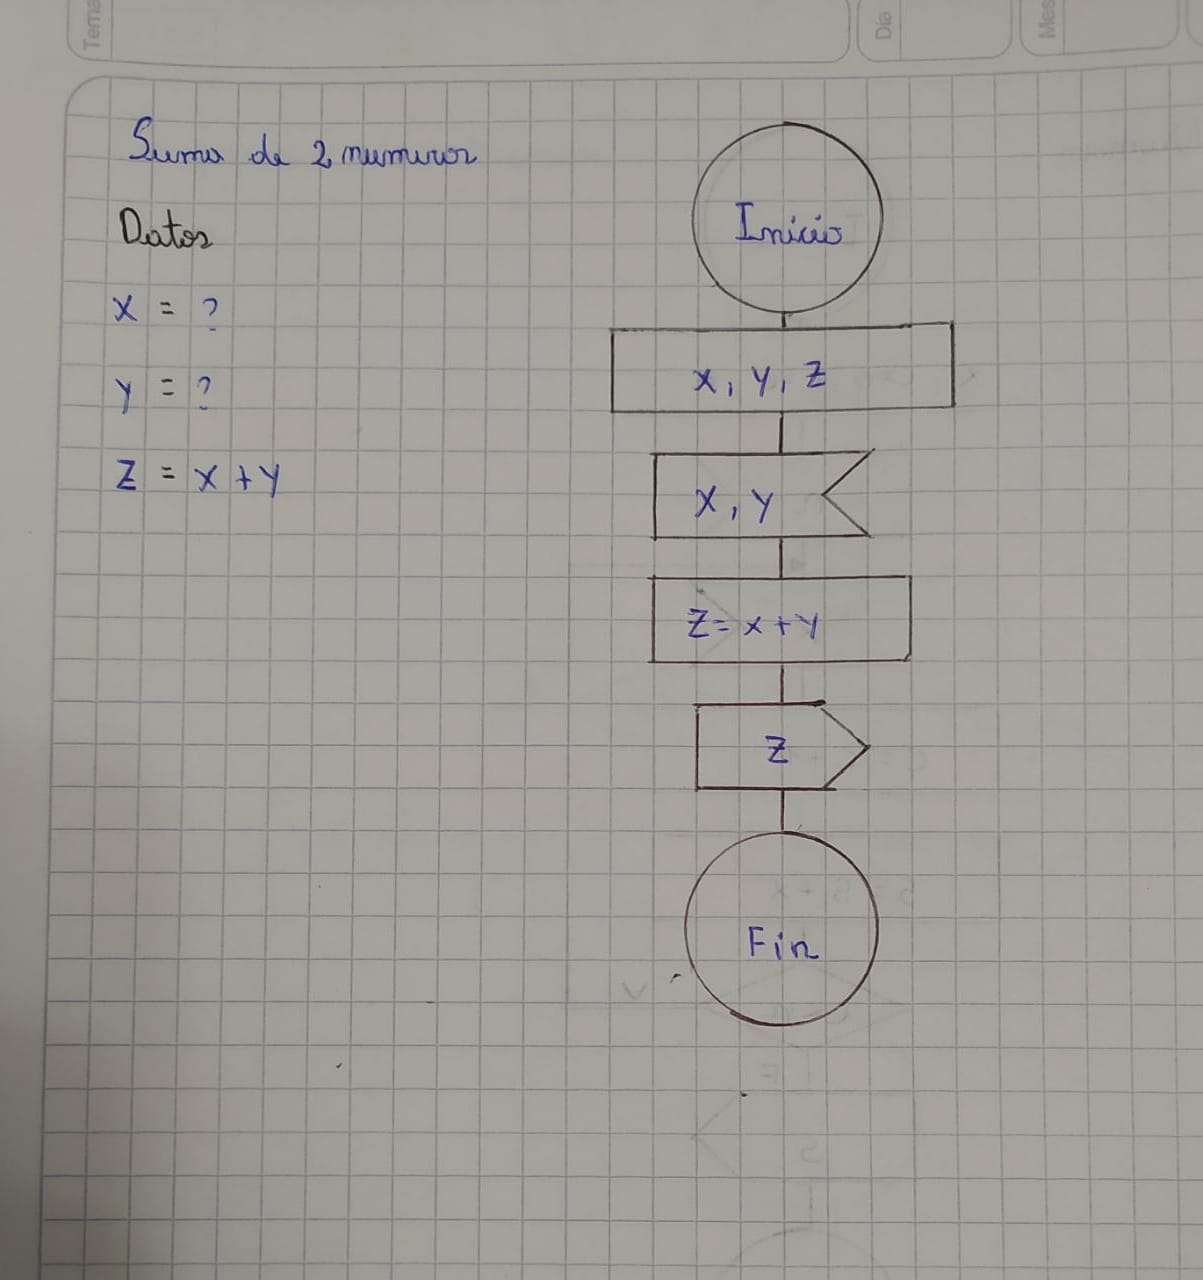 Tema
Dia
Mes
Suma de 2 numeros
Datos
X = ?
y = ?
Z = X + Y
Inicio
X, Y, Z
X, Y
Z = X + Y
Z
Fin